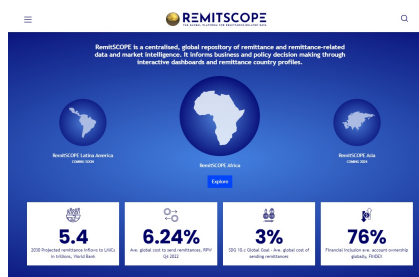 REMITSCOPE
THE GLOBAL PLATFORM FOR REMITTANCE-RELATED DATA
RemitSCOPE is a centralised, global repository of remittance and remittance-related
data and market intelligence. It informs business and policy decision making through
interactive dashboards and remittance country profiles.
RemitSCOPE Latina America
COMING SOON
RemitSCOPE Africa
RemitSCOPE Asia
COMING 2024
Explore
5.4
2030 Projected remittance inflows to LMICs
in trillions, World Bank
6.24%
Ave. global cost to send remittances, RPW
Q4 2022
3%
SDG 10.c Global Goal - Ave. global cost of
sending remittances
76%
Financial Inclusion ave. account ownership
globally, FINDEX